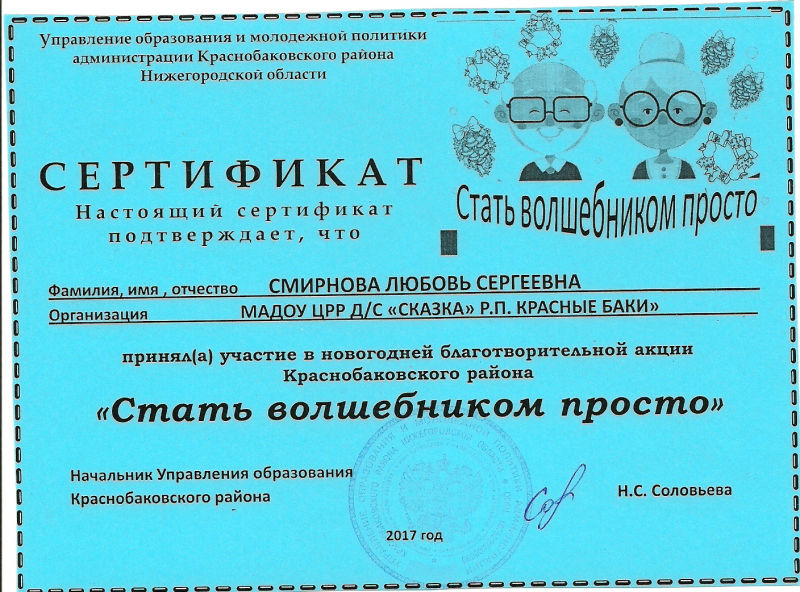 Управление образования и молодежной политики
администрации Краснобаковского района
Нижегородской области
СЕРТИФИКАТ
Настоящий сертификат
подтверждает, что
Стать волшебником просто
Фамилия, имя , отчество СМИРНОВА ЛЮБОВЬ СЕРГЕЕВНА
Организация МАДОУ ЦРР Д/С «СКАЗКА» Р.П. КРАСНЫЕ БАКИ»
принял(а) участие в новогодней благотворительной акции
Краснобаковского района
«Стать волшебником просто»
Начальник Управления образования
Краснобаковского района
Н.С. Соловьева
2017 год